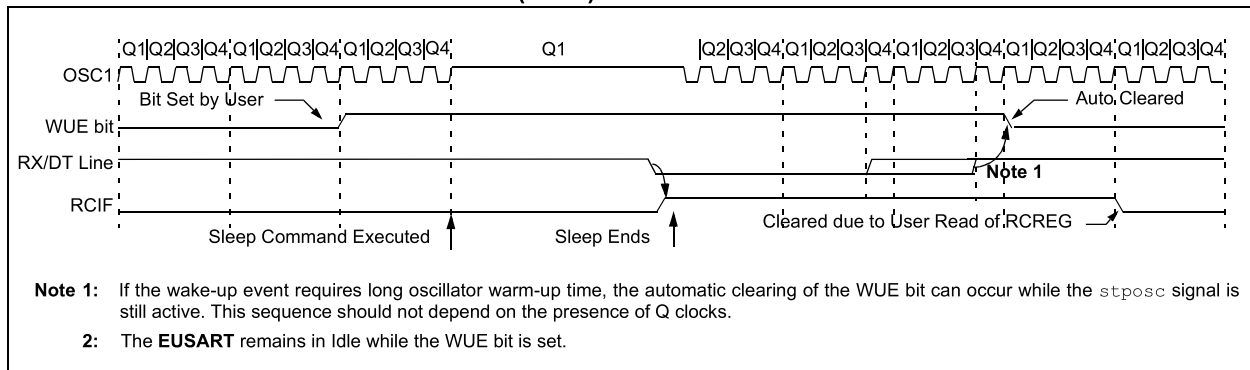 Q1 Q2 Q3 Q4 Q1 Q2 Q3 Q4 Q1 Q2 Q3 Q4 Q1 Q2 Q3 Q4 Q1 Q2 Q3 Q4 Q1 Q2 Q3 Q4 Q1 Q2 Q3 Q4 Q1 Q2 Q3 Q4
OSC1
Bit Set by User
Auto Cleared
WUE bit
RX/DT Line
Note 1
RCIF
Cleared due to User Read of RCREG
Sleep Command Executed
Sleep Ends
Note 1: If the wake-up event requires long oscillator warm-up time, the automatic clearing of the WUE bit can occur while the stposc signal is
still active. This sequence should not depend on the presence of Q clocks.
2: The EUSART remains in Idle while the WUE bit is set.